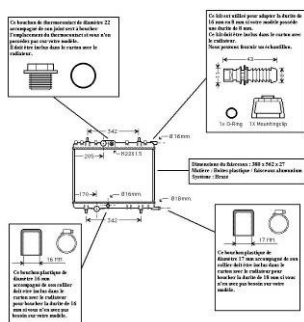 Ce bouchon de thermocontact de diamètre 22
accompagné de son joint sert à boucher
l'emplacement du thermocontact si vous n'en
possédez pas sur votre modèle.
Il doit être inclus dans le carton avec le
radiateur.
Ce kit est utilisé pour adapter la durite de
16 mm en 8 mm si votre modèle possède
une durite de 8 mm.
Ce kit doit être inclus dans le carton avec
le radiateur.
Nous pouvons fournir un échantillon.
42
1x O-Ring 1x Mountingclip
342
Ø16mm
M22X1.5
295
Dimensions du faisceau : 380 x 562 x 27
Matière : Boîtes plastique / faisceau aluminium
Système : Brasé
170
Ø16mm
Ø18mm
342
16 MM.
Ce bouchon plastique de
diamètre 16 mm
accompagné de son collier
doit être inclus dans le
carton avec le radiateur
pour boucher la durite de 16
mm si vous n'en avez pas
besoin sur votre modèle.
17 MM.
Ce bouchon plastique de
diamètre 17 mm accompagné de son
collier doit être inclus dans le
carton avec le radiateur pour
boucher la durite de 18 mm si vous
n'en avez pas besoin sur votre
modèle.